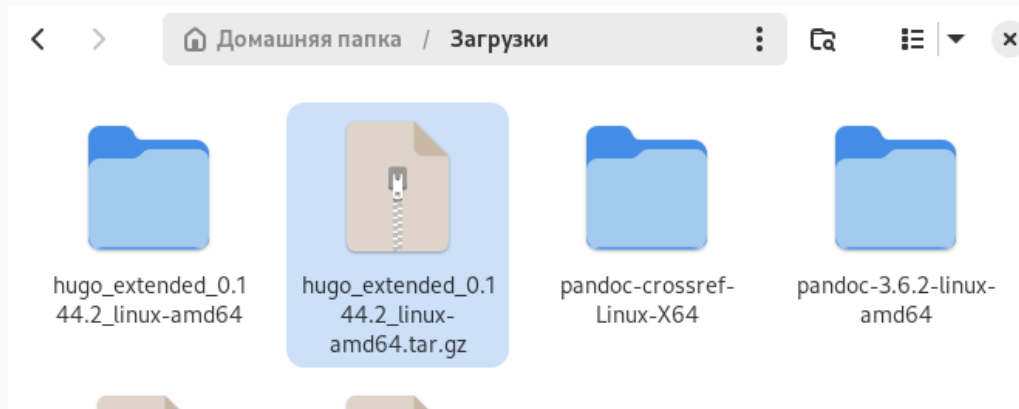 Домашняя папка / Загрузки
hugo_extended_0.1
44.2_linux-amd64
hugo_extended_0.1
44.2_linux-
amd64.tar.gz
pandoc-crossref-
Linux-X64
pandoc-3.6.2-linux-
amd64